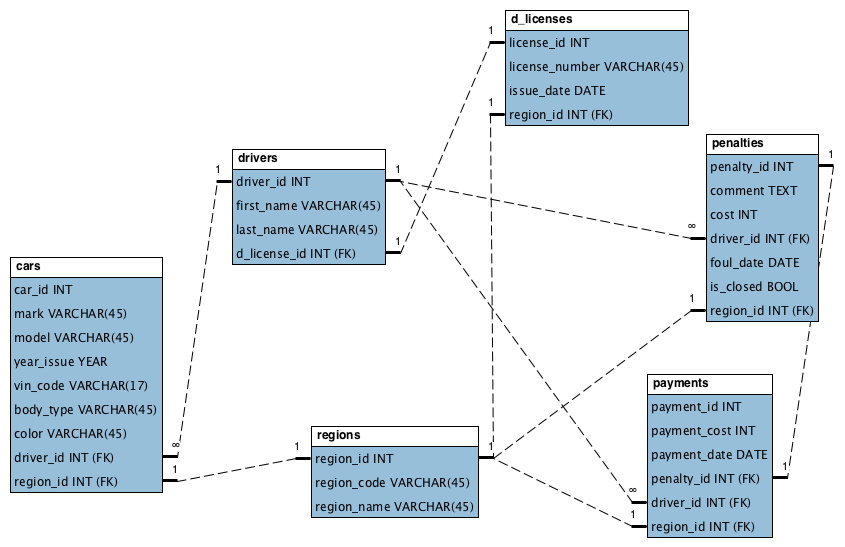 d_licenses
1
license_id INT
license_number VARCHAR(45)
issue_date DATE
1
region_id INT (FK)
penalties
1
penalty_id INT
comment TEXT
cost INT
∞
driver_id INT (FK)
foul_date DATE
is_closed BOOL
1
region_id INT (FK)
drivers
1
driver_id INT
1
first_name VARCHAR(45)
last_name VARCHAR(45)
d_license_id INT (FK)
1
cars
car_id INT
mark VARCHAR(45)
model VARCHAR(45)
year_issue YEAR
vin_code VARCHAR(17)
body_type VARCHAR(45)
color VARCHAR(45)
driver_id INT (FK)
∞
region_id INT (FK)
1
regions
1
region_id INT
1
region_code VARCHAR(45)
region_name VARCHAR(45)
payments
payment_id INT
payment_cost INT
payment_date DATE
penalty_id INT (FK)
1
∞
driver_id INT (FK)
1
region_id INT (FK)